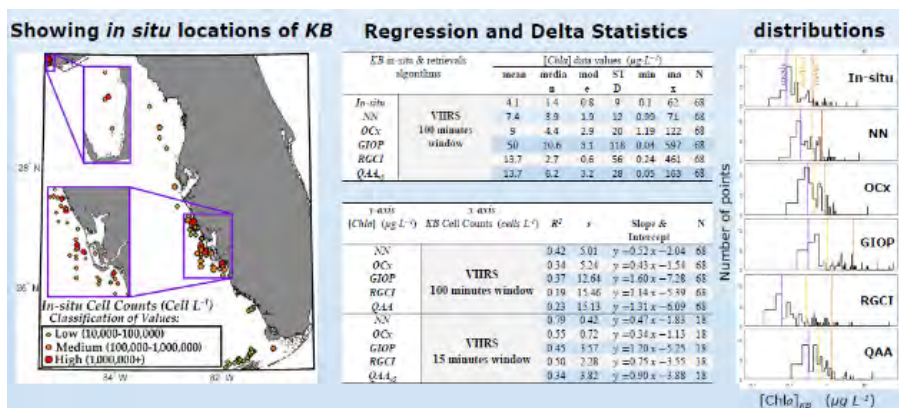 Showing in situ locations of KB
28° N
26° N
84° W
82° W
In-situ Cell Counts (Cell L⁻¹)
Classification of Values:
Low (10,000-100,000)
Medium (100,000-1,000,000)
High (1,000,000+)
Regression and Delta Statistics
KB in-situ & retrievals algorithms [Chla] data values (µg L⁻¹)
mean median mode STD min max N
In-situ 4.1 1.4 0.8 9 0.1 62 68
VIIRS 100 minutes window
NN 7.4 3.9 1.9 12 0.99 71 68
OCx 9 4.4 2.9 20 1.19 122 68
GIOP 50 10.6 118 0.04 597 68
RGCI 13.7 2.7 0.6 56 0.24 461 68
QAA 13.7 6.2 3.2 28 0.05 163 68
y-axis x-axis
[Chla] (µg L⁻¹) KB Cell Counts (cells L⁻¹) R² s Slope & Intercept N
VIIRS 100 minutes window
NN 0.42 5.01 y =0.52 x −2.04 68
OCx 0.34 5.24 y =0.43 x −1.54 68
GIOP 0.37 12.64 y =1.60 x −7.28 68
RGCI 0.19 15.46 y =1.14 x −5.39 68
QAA 0.23 15.13 y =1.31 x −6.09 68
VIIRS 15 minutes window
NN 0.79 0.42 y =0.47 x −1.83 18
OCx 0.55 0.72 y =0.34 x −1.13 18
GIOP 0.45 3.57 y =1.70 x −5.25 18
RGCI 0.50 2.28 y =0.75 x −3.55 18
QAA 0.34 3.82 y =0.90 x −3.88 18
distributions
Number of points
In-situ
NN
OCx
GIOP
RGCI
QAA
[Chla]KB (µg L⁻¹)